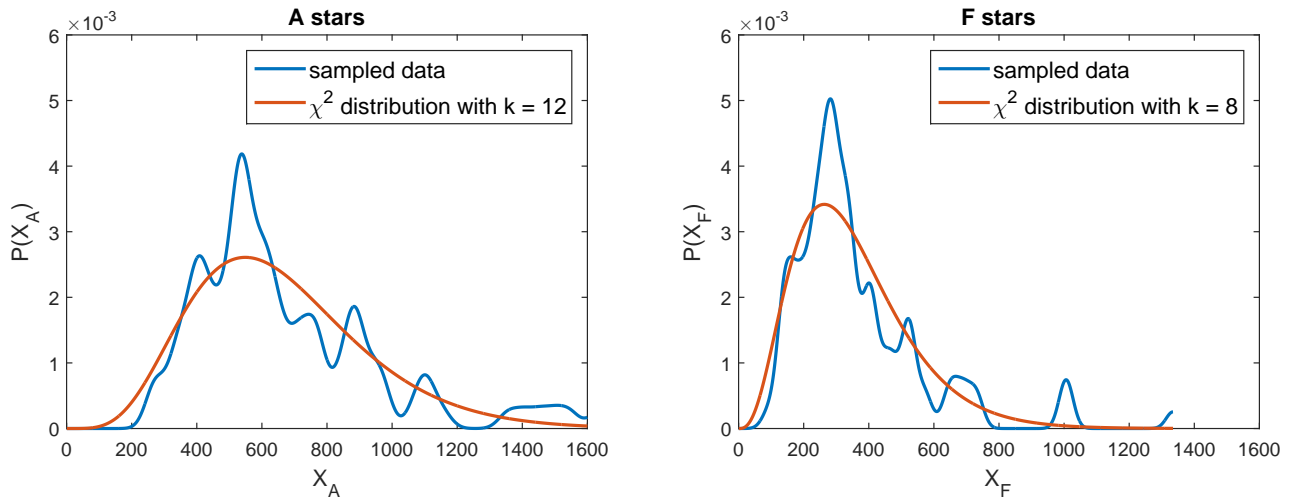 A stars
×10⁻³
6
5
4
3
2
1
0
P(X_A)
sampled data
χ² distribution with k = 12
0 200 400 600 800 1000 1200 1400 1600
X_A
F stars
×10⁻³
6
5
4
3
2
1
0
P(X_F)
sampled data
χ² distribution with k = 8
0 200 400 600 800 1000 1200 1400 1600
X_F